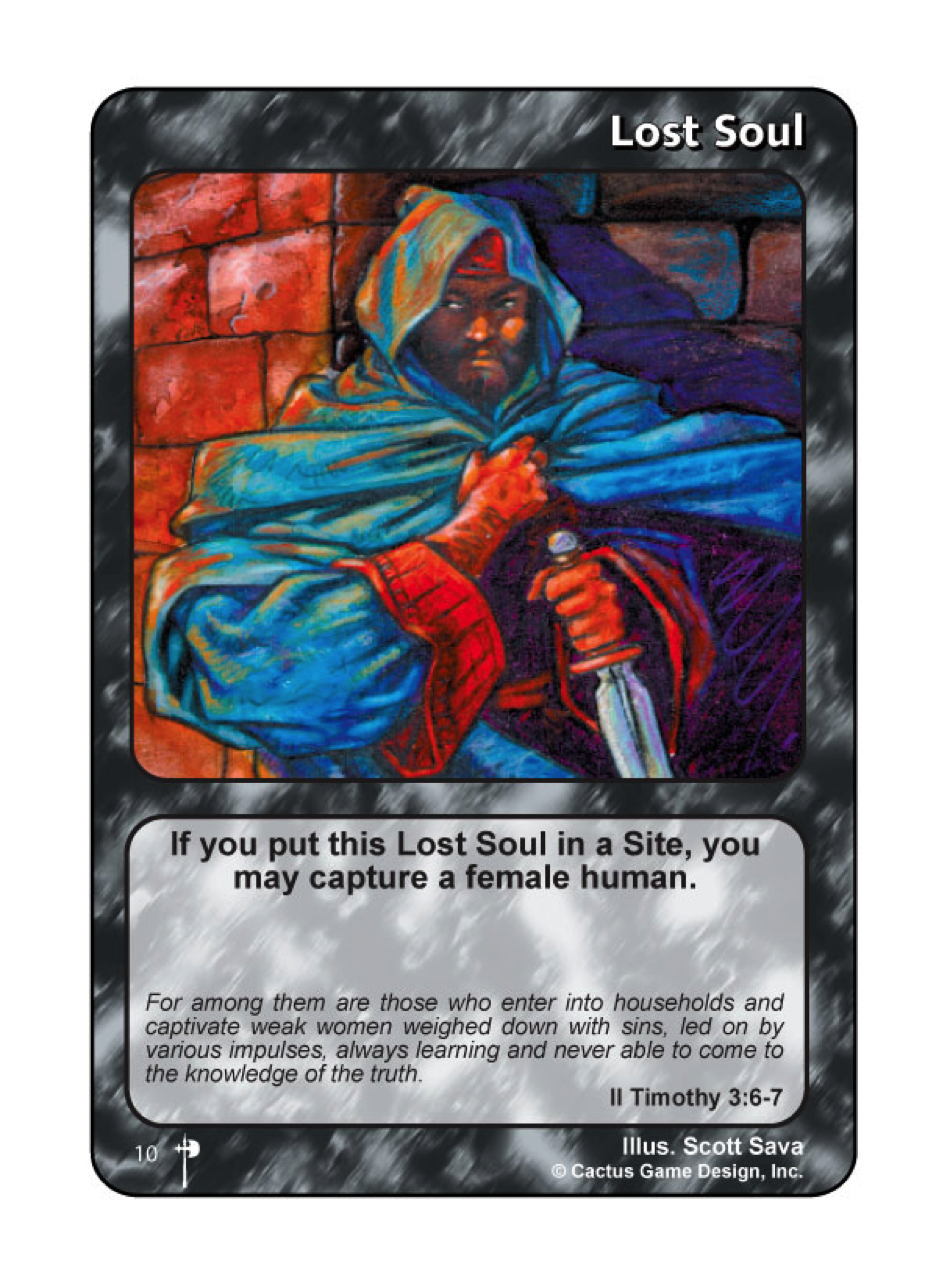 Lost Soul
If you put this Lost Soul in a Site, you
may capture a female human.
For among them are those who enter into households and
captivate weak women weighed down with sins, led on by
various impulses, always learning and never able to come to
the knowledge of the truth.
II Timothy 3:6-7
10
Illus. Scott Sava
© Cactus Game Design, Inc.